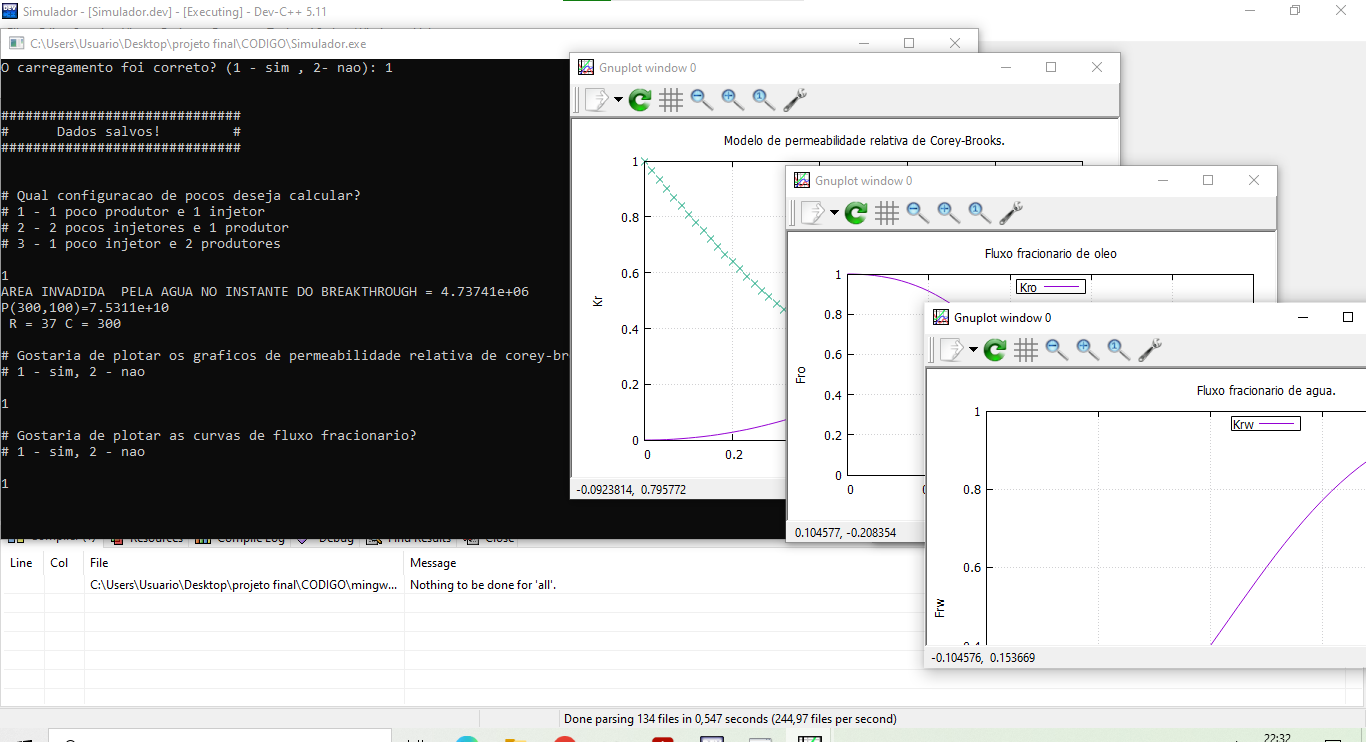 Simulador - [Simulador.dev] - [Executing] - Dev-C++ 5.11
C:\Users\Usuario\Desktop\projeto final\CODIGO\Simulador.exe
O carregamento foi correto? (1 - sim , 2- nao): 1
##############################
# Dados salvos! #
##############################
# Qual configuracao de pocos deseja calcular?
# 1 - 1 poco produtor e 1 injetor
# 2 - 2 pocos injetores e 1 produtor
# 3 - 1 poco injetor e 2 produtores
1
AREA INVADIDA PELA AGUA NO INSTANTE DO BREAKTHROUGH = 4.73741e+06
P(300,100)=7.5311e+10
R = 37 C = 300
# Gostaria de plotar os graficos de permeabilidade relativa de corey-br
# 1 - sim, 2 - nao
1
# Gostaria de plotar as curvas de fluxo fracionario?
# 1 - sim, 2 - nao
1
Gnuplot window 0
Modelo de permeabilidade relativa de Corey-Brooks.
1
0.8
0.6
0.4
0.2
0
Kr
0
0.2
-0.0923814, 0.795772
Gnuplot window 0
Fluxo fracionario de oleo
Kro
1
0.8
0.6
0.4
0.2
0
Fro
0
0.104577, -0.208354
Gnuplot window 0
Fluxo fracionario de agua.
Krw
1
0.8
0.6
0.4
Frw
-0.104576, 0.153669
Resources
Compile Log
Debug
Find Results
Close
Line Col File Message
C:\Users\Usuario\Desktop\projeto final\CODIGO\mingw... Nothing to be done for 'all'.
Done parsing 134 files in 0,547 seconds (244,97 files per second)
22:32